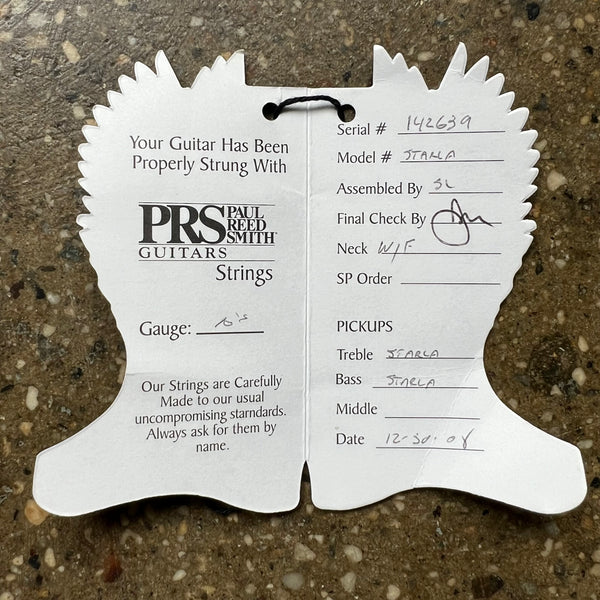 Your Guitar Has Been
Properly Strung With
PRS PAUL
REED
SMITH
GUITARS
Strings
Gauge:
Our Strings are Carefully
Made to our usual
uncompromising starndards.
Always ask for them by
name.
Serial # 142639
Model # STARLA
Assembled By SL
Final Check By
Neck W/F
SP Order
PICKUPS
Treble STARLA
Bass STARLA
Middle
Date 12-30-08